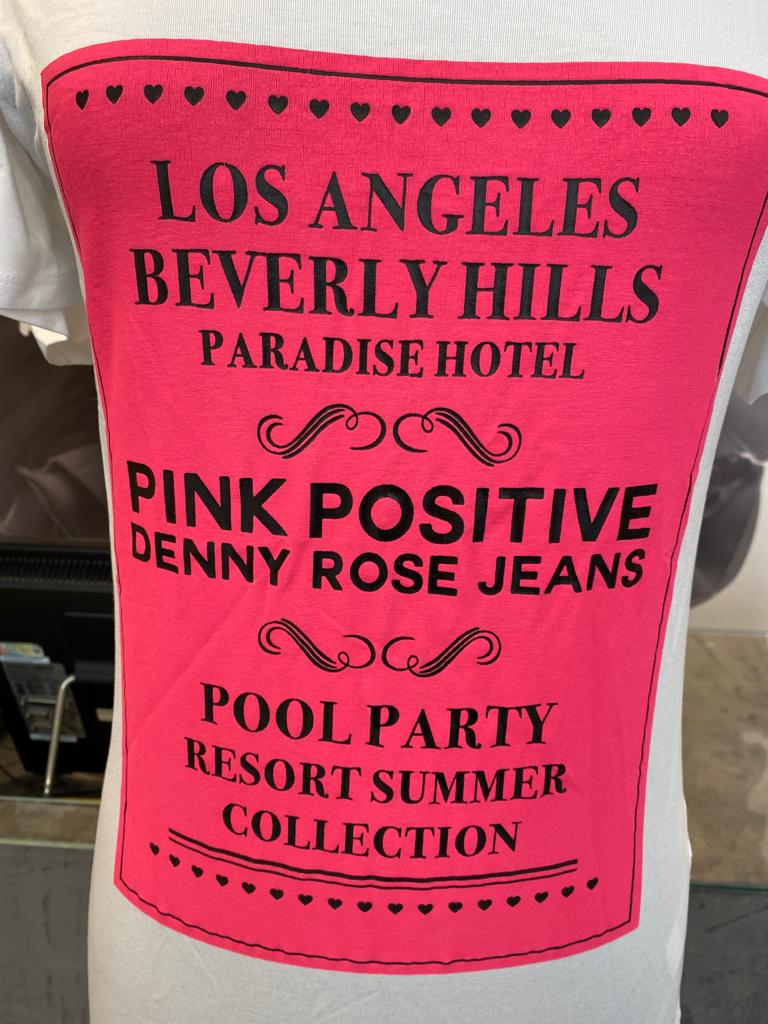 LOS ANGELES
BEVERLY HILLS
PARADISE HOTEL
PINK POSITIVE
DENNY ROSE JEANS
POOL PARTY
RESORT SUMMER
COLLECTION